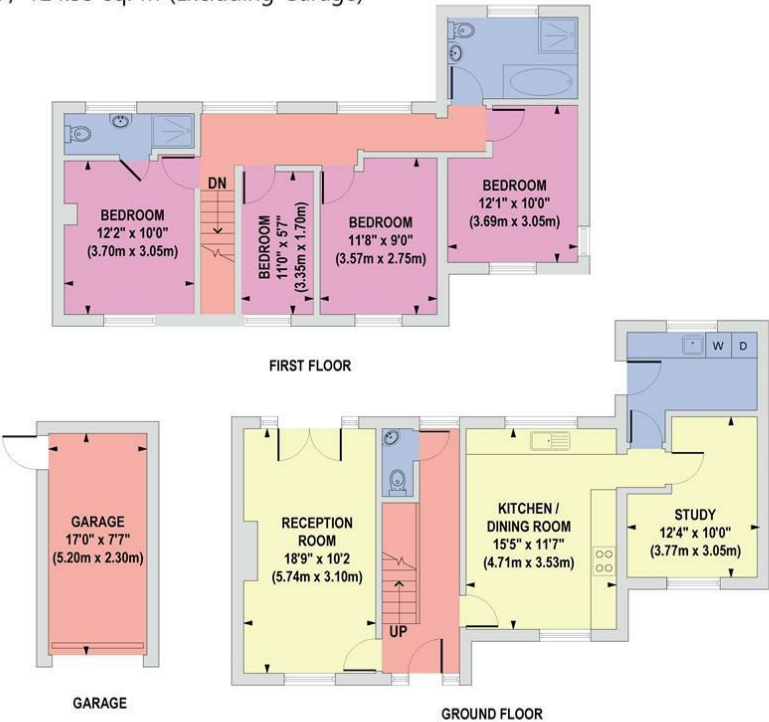 (Excluding Garage)
BEDROOM
12'2" x 10'0"
(3.70m x 3.05m)
DN
BEDROOM
11'0" x 5'7"
(3.35m x 1.70m)
BEDROOM
11'8" x 9'0"
(3.57m x 2.75m)
BEDROOM
12'1" x 10'0"
(3.69m x 3.05m)
FIRST FLOOR
W
D
GARAGE
17'0" x 7'7"
(5.20m x 2.30m)
GARAGE
RECEPTION
ROOM
18'9" x 10'2
(5.74m x 3.10m)
UP
KITCHEN /
DINING ROOM
15'5" x 11'7"
(4.71m x 3.53m)
STUDY
12'4" x 10'0"
(3.77m x 3.05m)
GROUND FLOOR